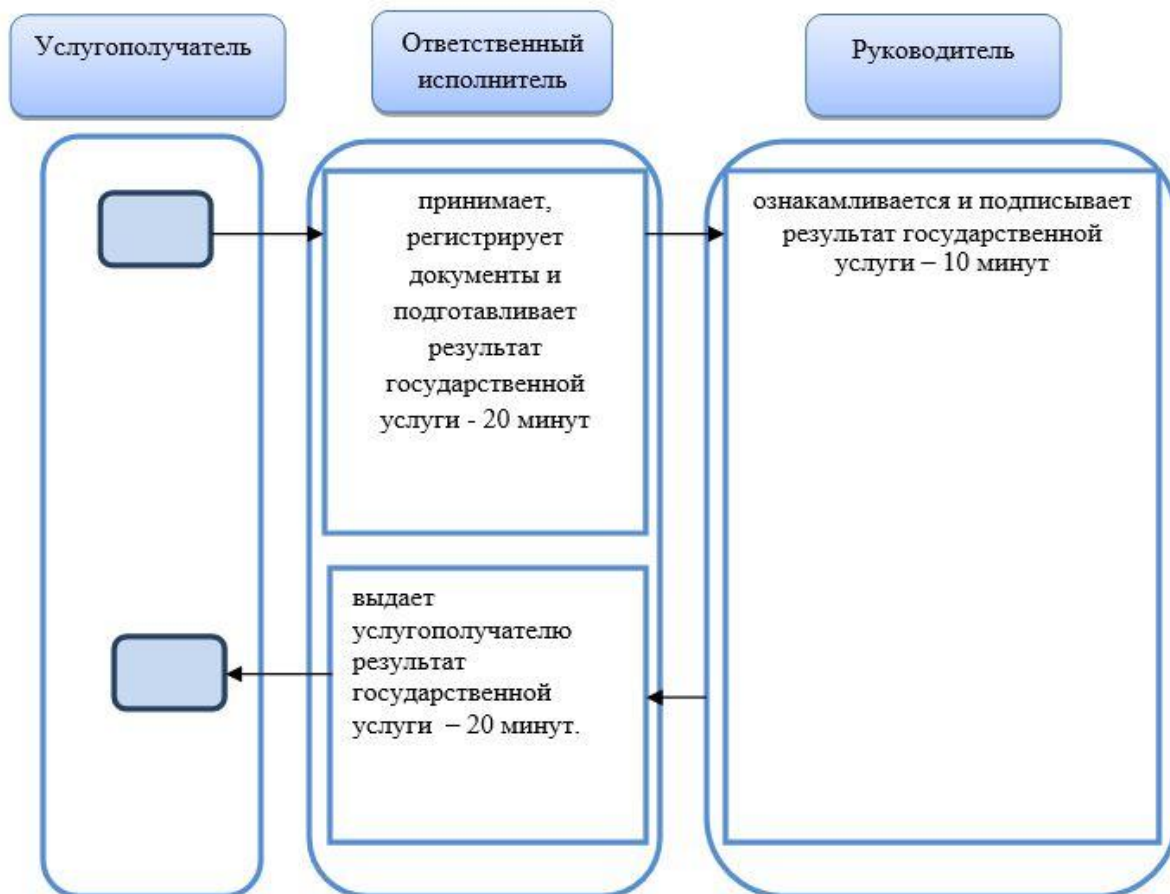 Услугополучатель
Ответственный
исполнитель
Руководитель
принимает,
регистрирует
документы и
подготавливает
результат
государственной
услуги - 20 минут
ознакамливается и подписывает
результат государственной
услуги – 10 минут
выдает
услугополучателю
результат
государственной
услуги – 20 минут.